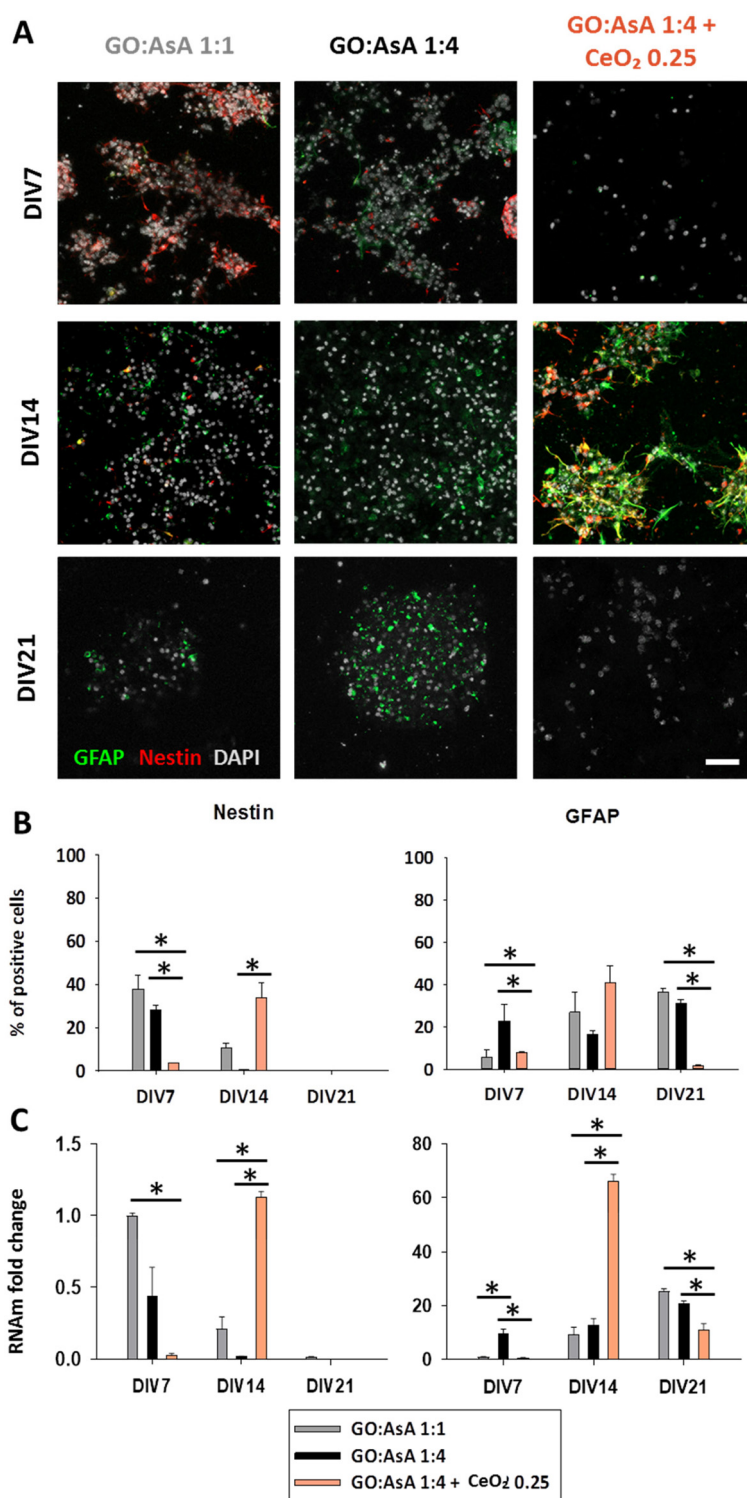 A
GO:AsA 1:1
GO:AsA 1:4
GO:AsA 1:4 +
CeO₂ 0.25
DIV7
DIV14
DIV21
GFAP Nestin DAPI
B
Nestin
GFAP
% of positive cells
100
80
60
40
20
0
* * *
DIV7 DIV14 DIV21
100
80
60
40
20
0
* * * *
DIV7 DIV14 DIV21
C
RNAm fold change
1.5
1.0
0.5
0.0
* * *
DIV7 DIV14 DIV21
80
60
40
20
0
* * * * * *
DIV7 DIV14 DIV21
GO:AsA 1:1
GO:AsA 1:4
GO:AsA 1:4 + CeO₂ 0.25